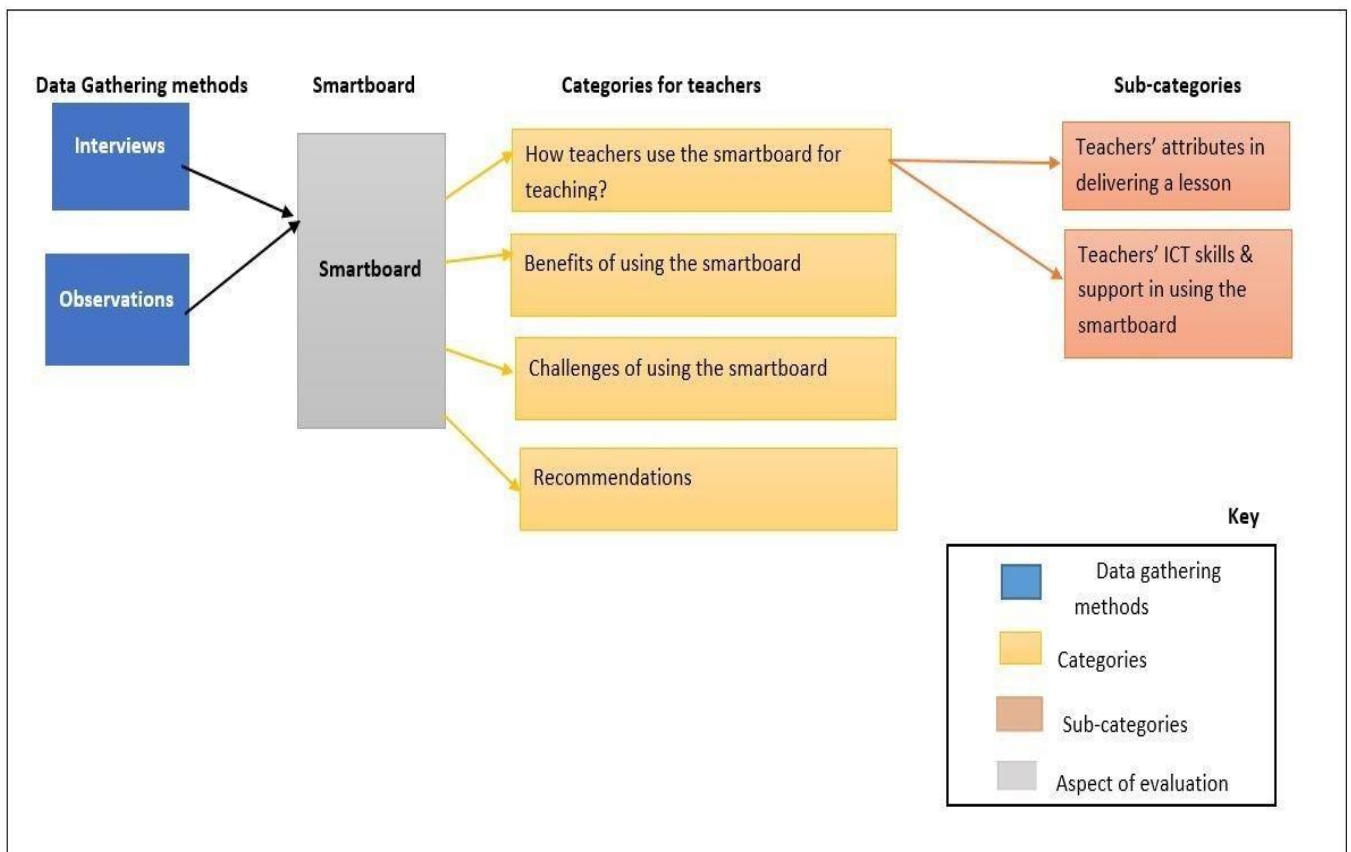 Data Gathering methods
Smartboard
Categories for teachers
Sub-categories
Interviews
Observations
Smartboard
How teachers use the smartboard for
teaching?
Benefits of using the smartboard
Challenges of using the smartboard
Recommendations
Teachers’ attributes in
delivering a lesson
Teachers’ ICT skills &
support in using the
smartboard
Key
Data gathering
methods
Categories
Sub-categories
Aspect of evaluation